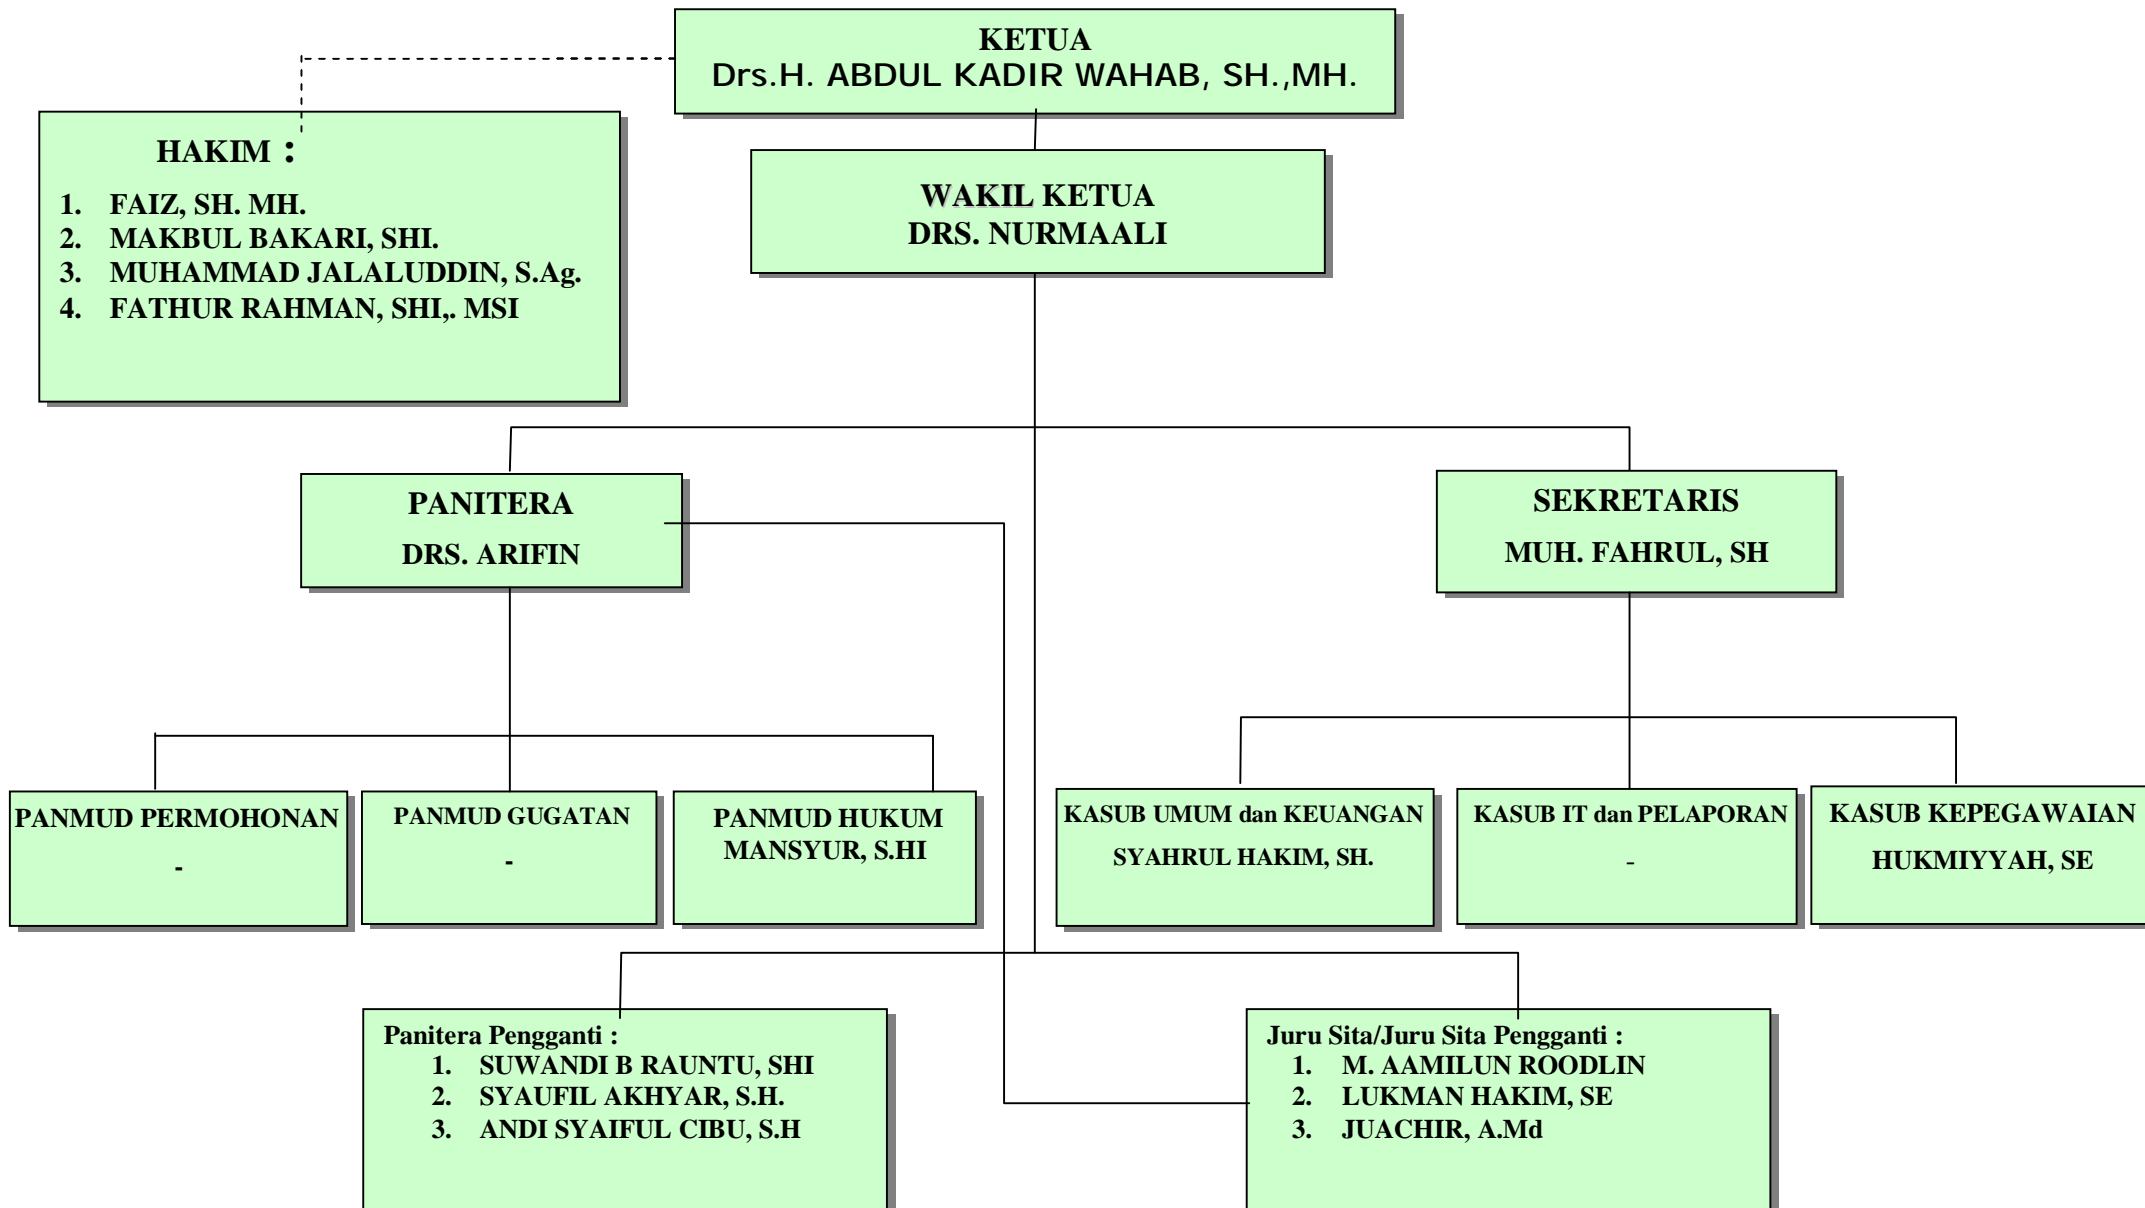 KETUA
Drs.H. ABDUL KADIR WAHAB, SH.,MH.
HAKIM :
1. FAIZ, SH. MH.
2. MAKBUL BAKARI, SHI.
3. MUHAMMAD JALALUDDIN, S.Ag.
4. FATHUR RAHMAN, SHI,. MSI
WAKIL KETUA
DRS. NURMAALI
PANITERA
DRS. ARIFIN
SEKRETARIS
MUH. FAHRUL, SH
PANMUD PERMOHONAN
-
PANMUD GUGATAN
-
PANMUD HUKUM
MANSYUR, S.HI
KASUB UMUM dan KEUANGAN
SYAHRUL HAKIM, SH.
KASUB IT dan PELAPORAN
-
KASUB KEPEGAWAIAN
HUKMIYYAH, SE
Panitera Pengganti :
1. SUWANDI B RAUNTU, SHI
2. SYAUFIL AKHYAR, S.H.
3. ANDI SYAIFUL CIBU, S.H
Juru Sita/Juru Sita Pengganti :
1. M. AAMILUN ROODLIN
2. LUKMAN HAKIM, SE
3. JUACHIR, A.Md